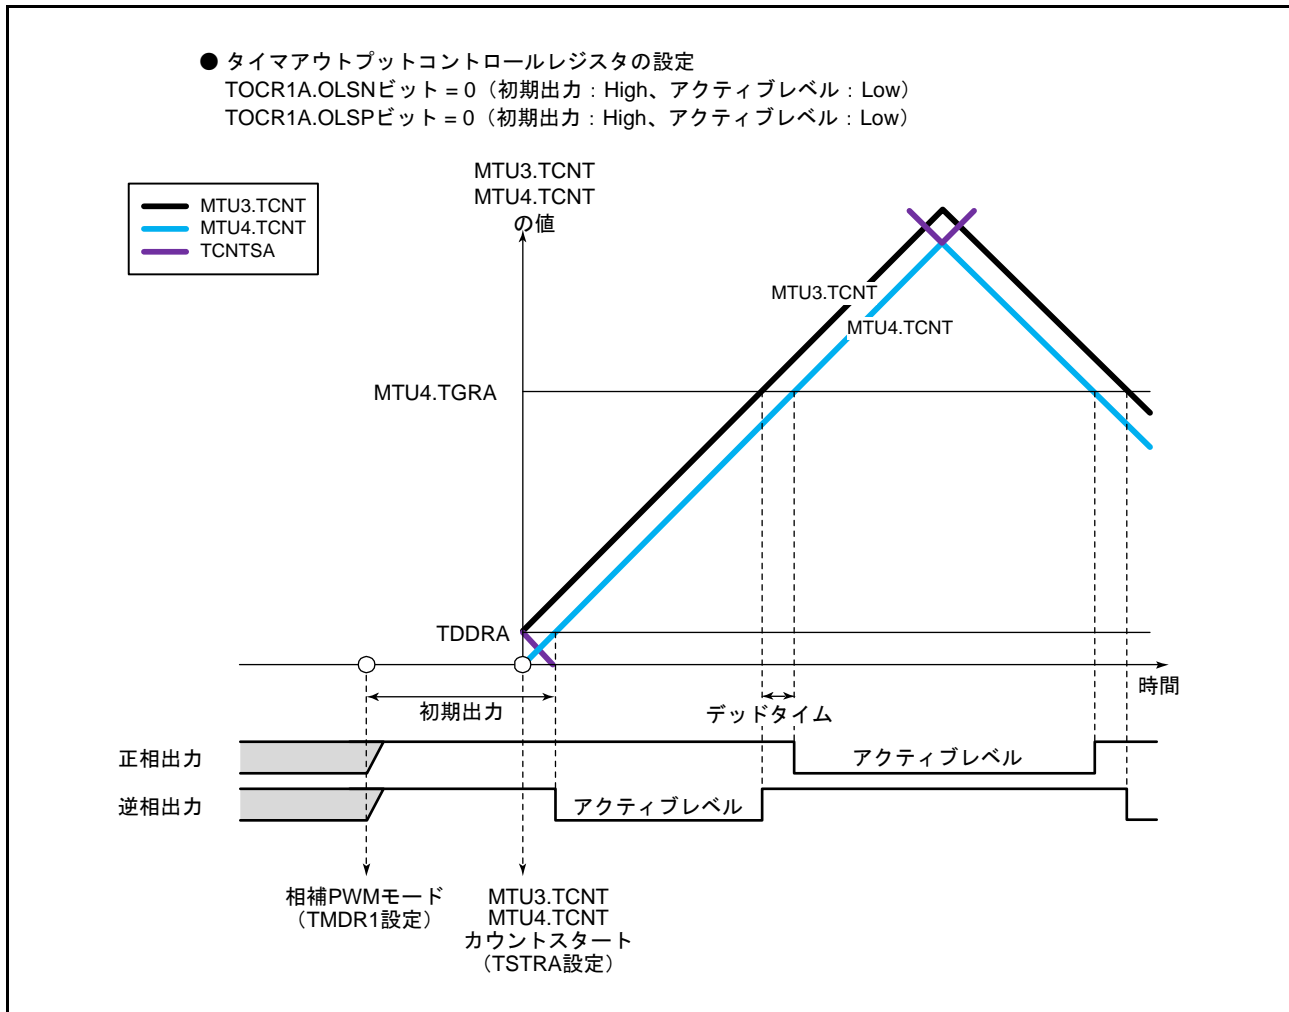 ● タイマアウトプットコントロールレジスタの設定
TOCR1A.OLSNビット = 0（初期出力：High、アクティブレベル：Low）
TOCR1A.OLSPビット = 0（初期出力：High、アクティブレベル：Low）
MTU3.TCNT
MTU4.TCNT
の値
MTU3.TCNT
MTU4.TCNT
TCNTSA
MTU3.TCNT
MTU4.TCNT
MTU4.TGRA
TDDRA
時間
初期出力
デッドタイム
正相出力
アクティブレベル
逆相出力
アクティブレベル
相補PWMモード
（TMDR1設定）
MTU3.TCNT
MTU4.TCNT
カウントスタート
（TSTRA設定）